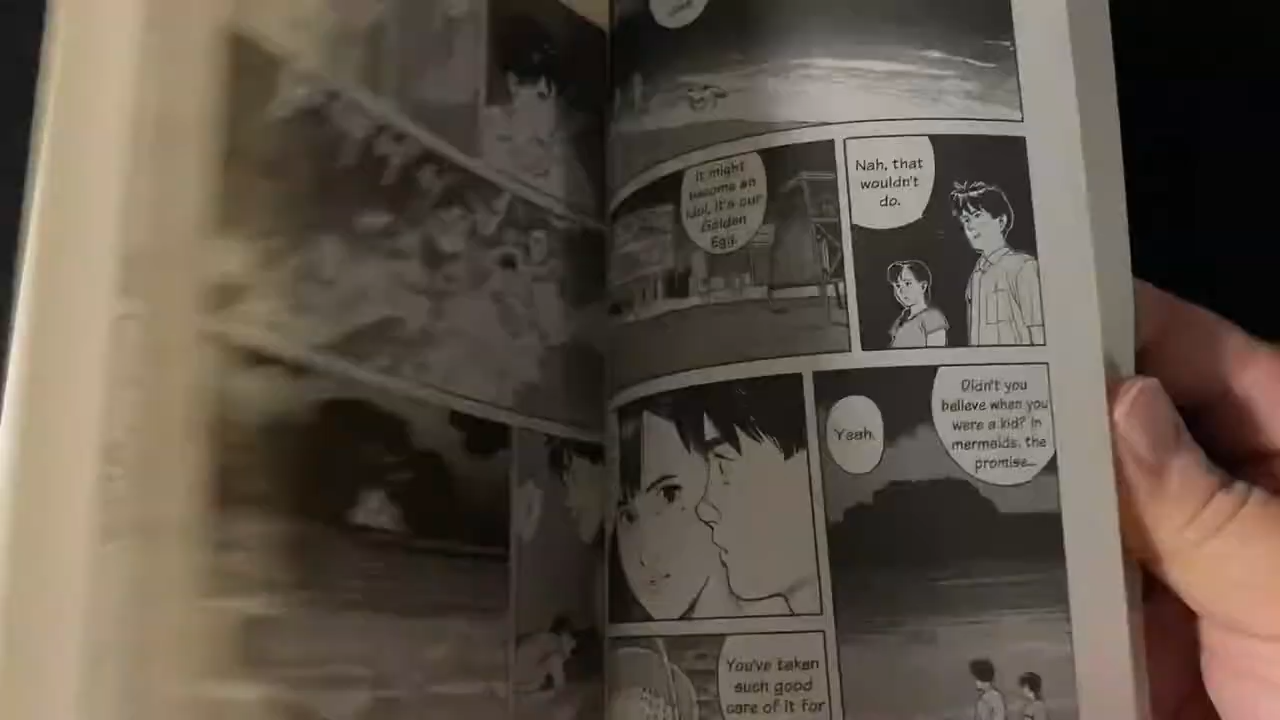 Nah, that
wouldn't
do.
It might
become an
idol. It's our
Golden
Egg.
Didn't you
believe when you
were a kid? In
mermaids, the
promise...
Yeah.
You've taken
such good
care of it for